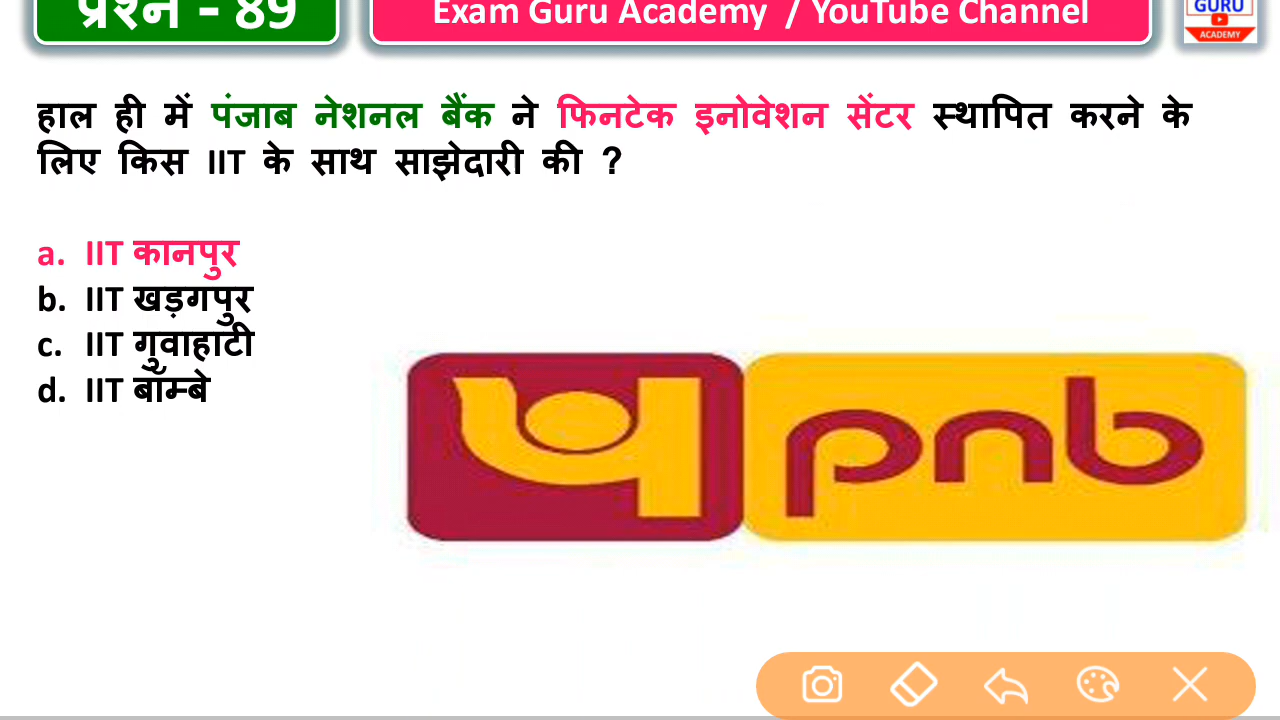 प्रश्न - 89
Exam Guru Academy / YouTube Channel
GURU
ACADEMY
हाल ही में पंजाब नेशनल बैंक ने फिनटेक इनोवेशन सेंटर स्थापित करने के
लिए किस IIT के साथ साझेदारी की ?
a. IIT कानपुर
b. IIT खड़गपुर
c. IIT गुवाहाटी
d. IIT बॉम्बे
pnb